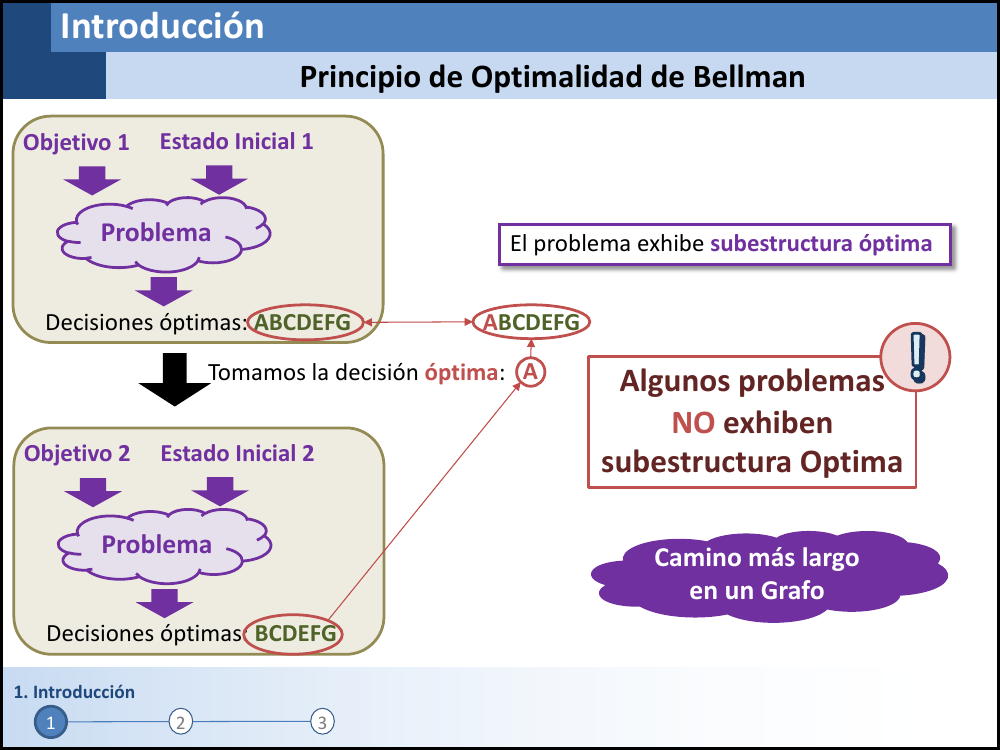 Introducción
Principio de Optimalidad de Bellman
Objetivo 1 Estado Inicial 1
Problema
Decisiones óptimas: ABCDEFG
Tomamos la decisión óptima: A
Objetivo 2 Estado Inicial 2
Problema
Decisiones óptimas: BCDEFG
El problema exhibe subestructura óptima
ABCDEFG
!
Algunos problemas
NO exhiben
subestructura Optima
Camino más largo
en un Grafo
1. Introducción
1 2 3